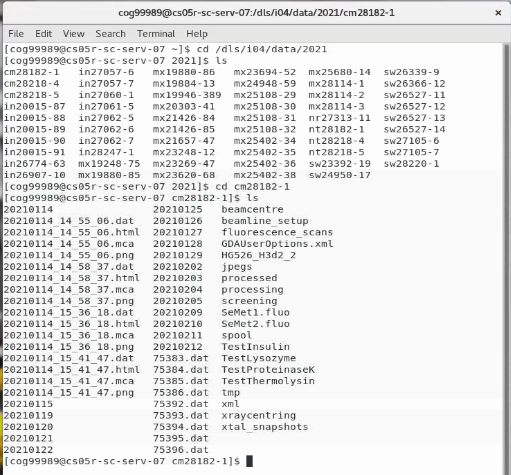 cog99989@cs05r-sc-serv-07:/dls/i04/data/2021/cm28182-1 ×
File Edit View Search Terminal Help
[cog99989@cs05r-sc-serv-07 ~]$ cd /dls/i04/data/2021
[cog99989@cs05r-sc-serv-07 2021]$ ls
cm28182-1 in27057-6 mx19880-86 mx23694-52 mx25680-14 sw26339-9
cm28218-4 in27057-7 mx19884-13 mx24948-59 mx28114-1 sw26366-12
cm28218-5 in27060-1 mx19946-389 mx25108-29 mx28114-2 sw26527-11
in20015-87 in27061-5 mx20303-41 mx25108-30 mx28114-3 sw26527-12
in20015-88 in27062-5 mx21426-84 mx25108-31 nr27313-11 sw26527-13
in20015-89 in27062-6 mx21426-85 mx25108-32 nt28182-1 sw26527-14
in20015-90 in27062-7 mx21657-47 mx25402-34 nt28218-4 sw27105-6
in20015-91 in28247-1 mx23248-12 mx25402-35 nt28218-5 sw27105-7
in26774-63 mx19248-75 mx23269-47 mx25402-36 sw23392-19 sw28220-1
in26907-10 mx19880-85 mx23620-68 mx25402-38 sw24950-17
[cog99989@cs05r-sc-serv-07 2021]$ cd cm28182-1
[cog99989@cs05r-sc-serv-07 cm28182-1]$ ls
20210114 20210125 beamcentre
20210114_14_55_06.dat 20210126 beamline_setup
20210114_14_55_06.html 20210127 fluorescence_scans
20210114_14_55_06.mca 20210128 GDAUserOptions.xml
20210114_14_55_06.png 20210129 HG526_H3d2_2
20210114_14_58_37.dat 20210202 jpegs
20210114_14_58_37.html 20210203 processed
20210114_14_58_37.mca 20210204 processing
20210114_14_58_37.png 20210205 screening
20210114_15_36_18.dat 20210209 SeMet1.fluo
20210114_15_36_18.html 20210210 SeMet2.fluo
20210114_15_36_18.mca 20210211 spool
20210114_15_36_18.png 20210212 TestInsulin
20210114_15_41_47.dat 75383.dat TestLysozyme
20210114_15_41_47.html 75384.dat TestProteinaseK
20210114_15_41_47.mca 75385.dat TestThermolysin
20210114_15_41_47.png 75386.dat tmp
20210115 75392.dat xml
20210119 75393.dat xraycentring
20210120 75394.dat xtal_snapshots
20210121 75395.dat
20210122 75396.dat
[cog99989@cs05r-sc-serv-07 cm28182-1]$